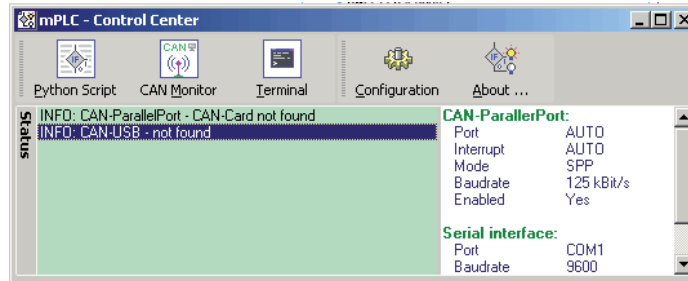 mPLC - Control Center
CAN
Python Script CAN Monitor Terminal Configuration About ...
Status
INFO: CAN-ParallelPort - CAN-Card not found
INFO: CAN-USB - not found
CAN-ParallerPort:
Port AUTO
Interrupt AUTO
Mode SPP
Baudrate 125 kBit/s
Enabled Yes
Serial interface:
Port COM1
Baudrate 9600